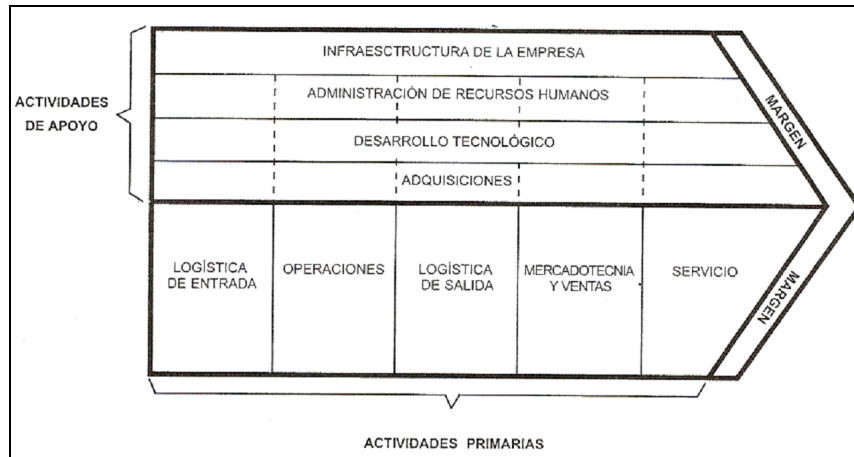 INFRAESCTRUCTURA DE LA EMPRESA
ACTIVIDADES
DE APOYO
ADMINISTRACIÓN DE RECURSOS HUMANOS
DESARROLLO TECNOLÓGICO
ADQUISICIONES
MARGEN
LOGÍSTICA
DE ENTRADA
OPERACIONES
LOGÍSTICA
DE SALIDA
MERCADOTECNIA
Y VENTAS
SERVICIO
MARGEN
ACTIVIDADES PRIMARIAS